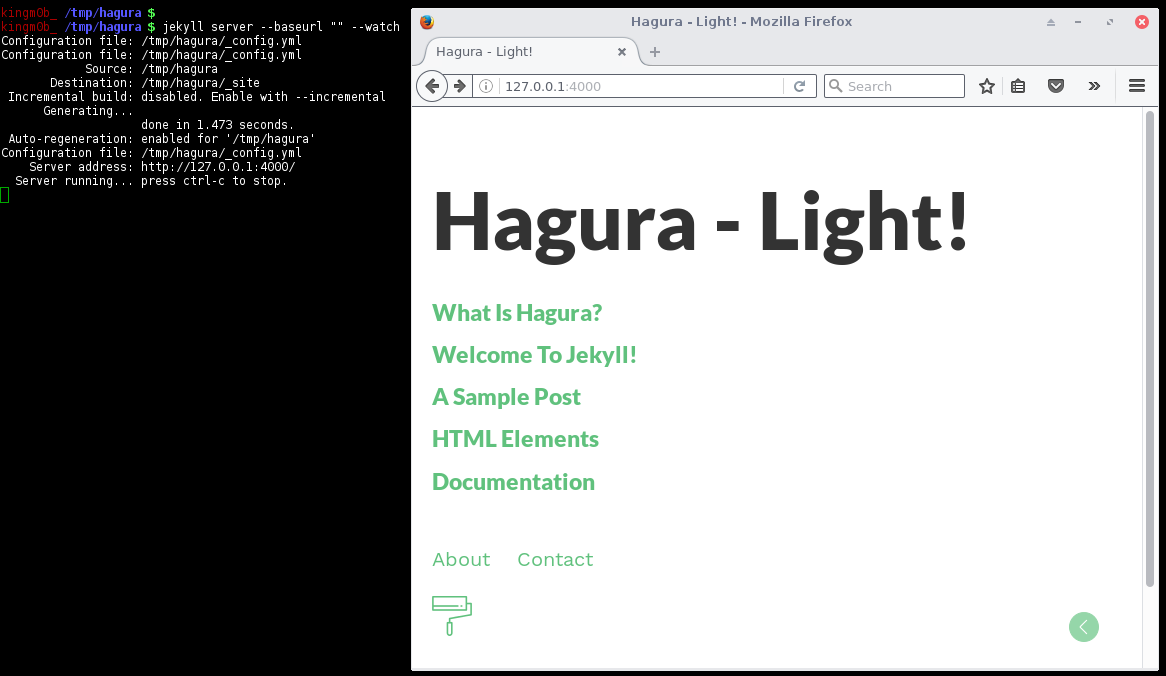 kingm0b_ /tmp/hagura $
kingm0b_ /tmp/hagura $ jekyll server --baseurl "" --watch
Configuration file: /tmp/hagura/_config.yml
Configuration file: /tmp/hagura/_config.yml
Source: /tmp/hagura
Destination: /tmp/hagura/_site
Incremental build: disabled. Enable with --incremental
Generating...
done in 1.473 seconds.
Auto-regeneration: enabled for '/tmp/hagura'
Configuration file: /tmp/hagura/_config.yml
Server address: http://127.0.0.1:4000/
Server running... press ctrl-c to stop.
Hagura - Light! - Mozilla Firefox
Hagura - Light!
127.0.0.1:4000
Search
Hagura - Light!
What Is Hagura?
Welcome To Jekyll!
A Sample Post
HTML Elements
Documentation
About Contact